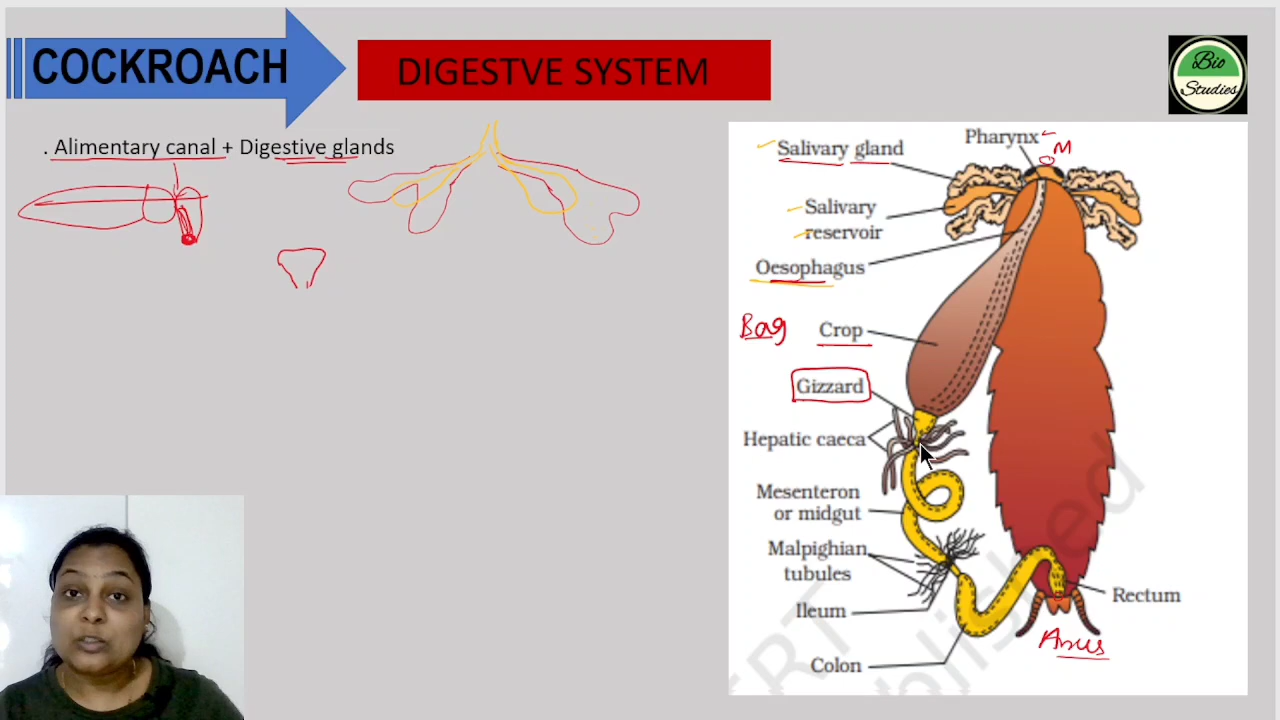 COCKROACH
DIGESTVE SYSTEM
Bio
Studies
. Alimentary canal + Digestive glands
Pharynx
M
Salivary gland
Salivary
reservoir
Oesophagus
Bag
Crop
Gizzard
Hepatic caeca
Mesenteron
or midgut
Malpighian
tubules
Ileum
Rectum
Anus
Colon